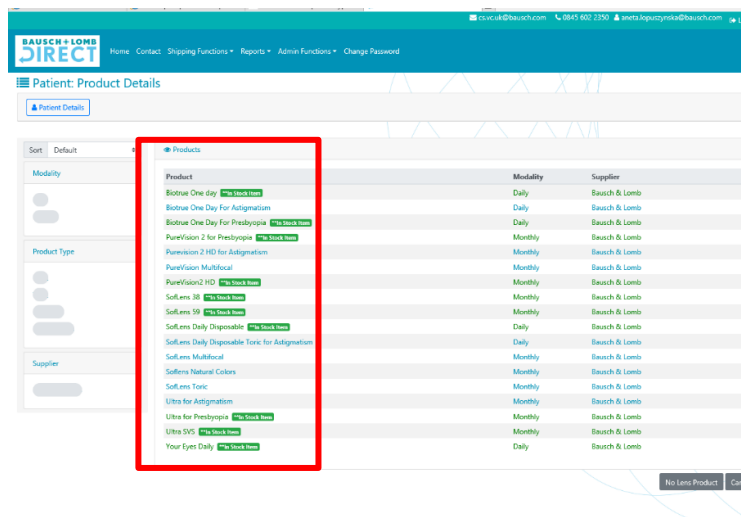 cs.vc.uk@bausch.com 0845 602 2350 aneta.lopuszynska@bausch.com
BAUSCH + LOMB
DIRECT
Home Contact Shipping Functions Reports Admin Functions Change Password
Patient: Product Details
Patient Details
Sort Default
Products
Modality
Product Type
Supplier
Product Modality Supplier
Biotrue One day **In Stock Item Daily Bausch & Lomb
Biotrue One Day For Astigmatism Daily Bausch & Lomb
Biotrue One Day For Presbyopia **In Stock Item Daily Bausch & Lomb
PureVision 2 for Presbyopia **In Stock Item Monthly Bausch & Lomb
Purevision 2 HD for Astigmatism Monthly Bausch & Lomb
PureVision Multifocal Monthly Bausch & Lomb
PureVision2 HD **In Stock Item Monthly Bausch & Lomb
SofLens 38 **In Stock Item Monthly Bausch & Lomb
SofLens 59 **In Stock Item Monthly Bausch & Lomb
SofLens Daily Disposable **In Stock Item Daily Bausch & Lomb
SofLens Daily Disposable Toric for Astigmatism Daily Bausch & Lomb
SofLens Multifocal Monthly Bausch & Lomb
Soflens Natural Colors Monthly Bausch & Lomb
SofLens Toric Monthly Bausch & Lomb
Ultra for Astigmatism Monthly Bausch & Lomb
Ultra for Presbyopia **In Stock Item Monthly Bausch & Lomb
Ultra SVS **In Stock Item Monthly Bausch & Lomb
Your Eyes Daily **In Stock Item Daily Bausch & Lomb
No Lens Product